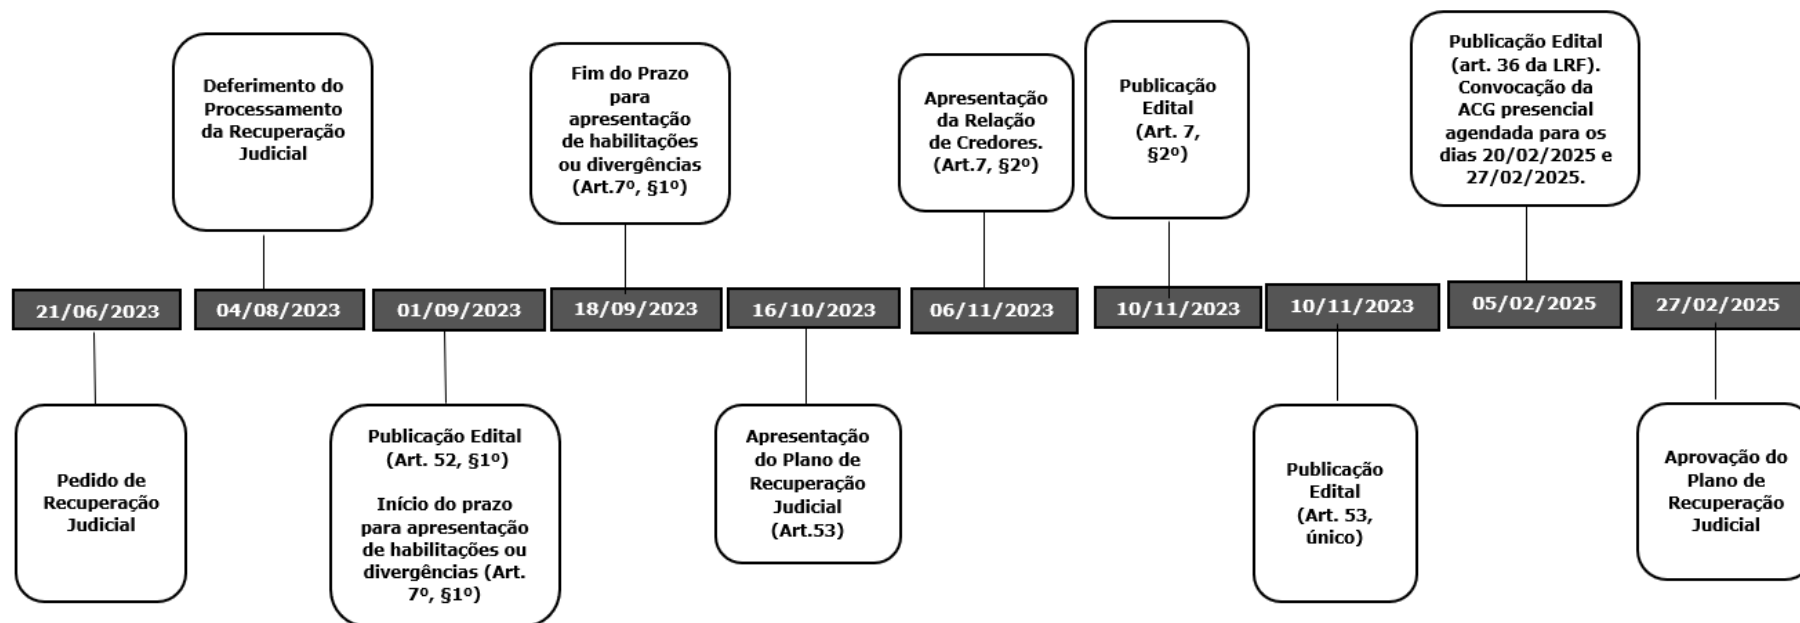 Deferimento do
Processamento
da Recuperação
Judicial
Fim do Prazo
para
apresentação
de habilitações
ou divergências
(Art.7º, §1º)
Apresentação
da Relação
de Credores.
(Art.7, §2º)
Publicação
Edital
(Art. 7,
§2º)
Publicação Edital
(art. 36 da LRF).
Convocação da
ACG presencial
agendada para os
dias 20/02/2025 e
27/02/2025.
21/06/2023
04/08/2023
01/09/2023
18/09/2023
16/10/2023
06/11/2023
10/11/2023
10/11/2023
05/02/2025
27/02/2025
Pedido de
Recuperação
Judicial
Publicação Edital
(Art. 52, §1º)
Início do prazo
para apresentação
de habilitações ou
divergências (Art.
7º, §1º)
Apresentação
do Plano de
Recuperação
Judicial
(Art.53)
Publicação
Edital
(Art. 53,
único)
Aprovação do
Plano de
Recuperação
Judicial